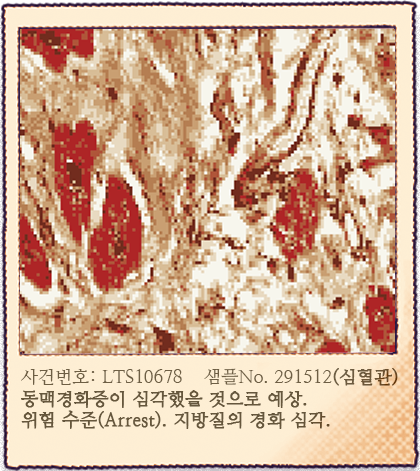 사건번호: LTS10678 샘플No. 291512(심혈관)
동맥경화증이 심각했을 것으로 예상.
위험 수준(Arrest). 지방질의 경화 심각.